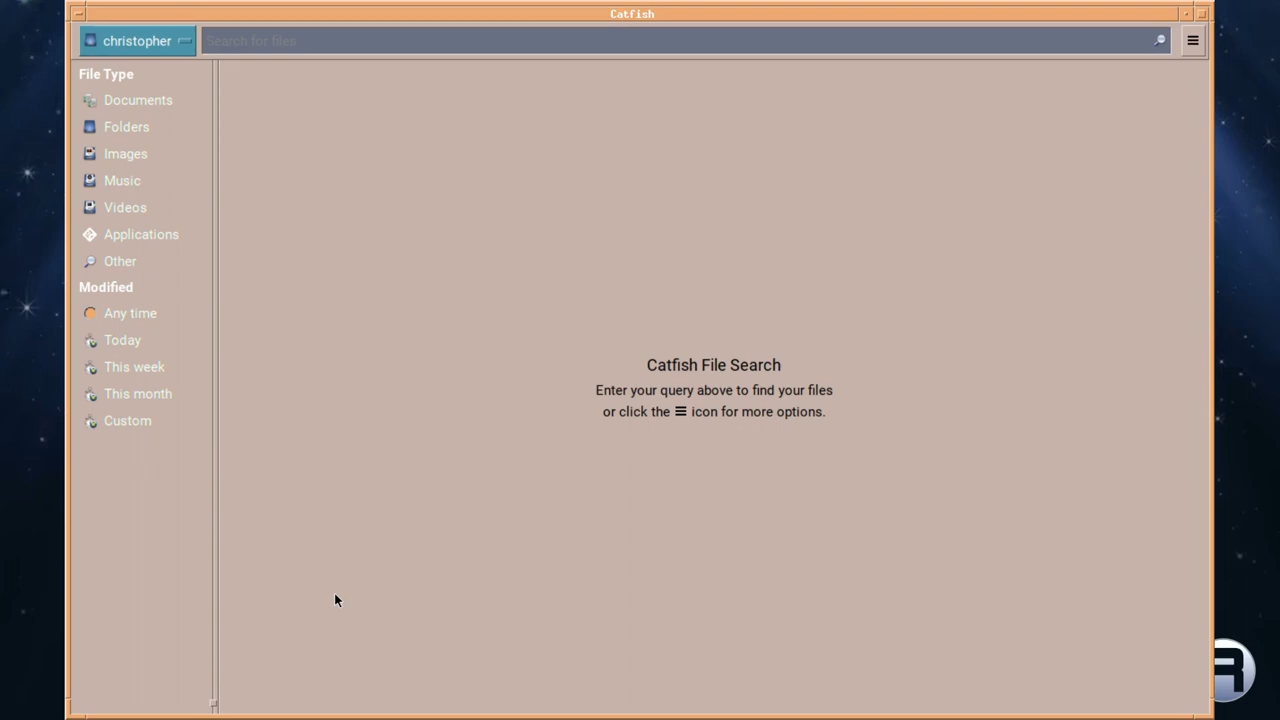 Catfish
christopher
Search for files
File Type
Documents
Folders
Images
Music
Videos
Applications
Other
Modified
Any time
Today
This week
This month
Custom
Catfish File Search
Enter your query above to find your files
or click the ☰ icon for more options.